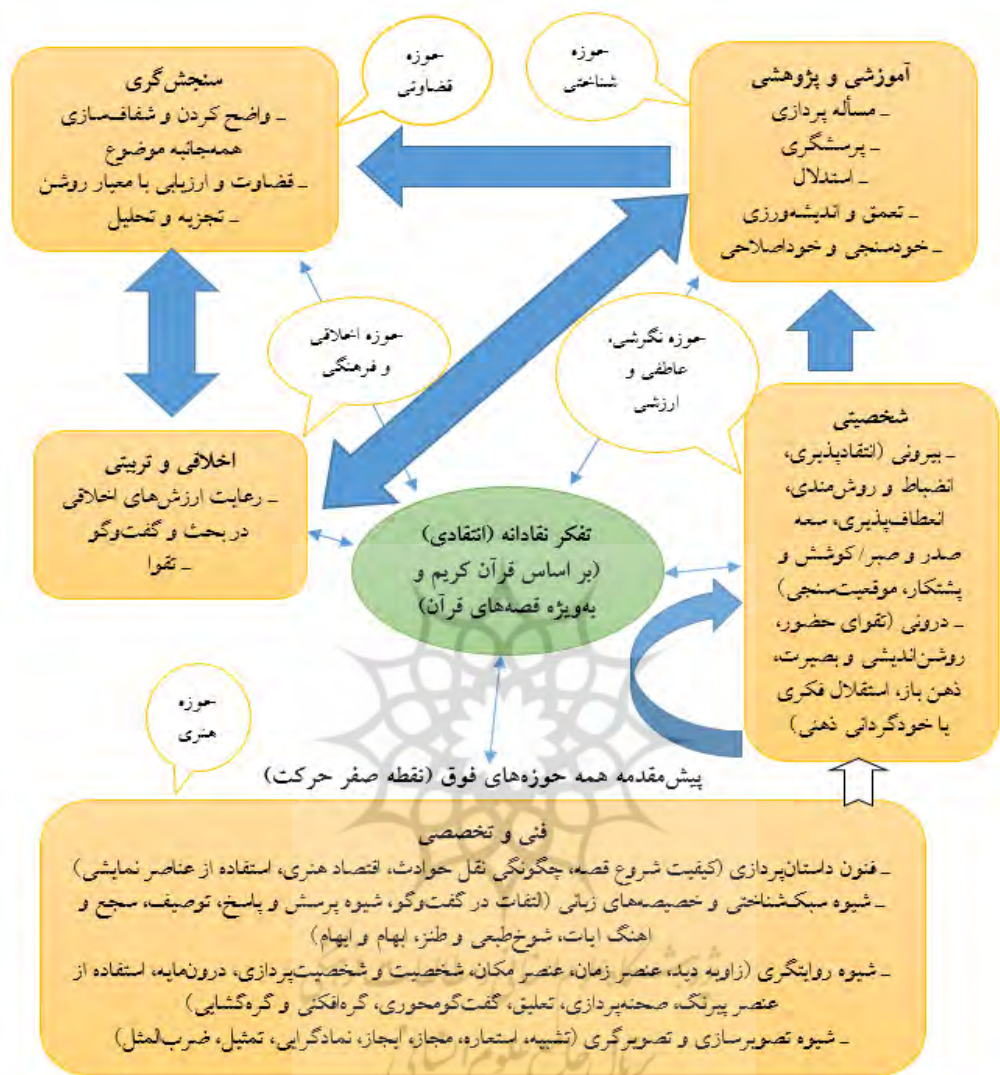 حوزه
شناختی
آموزشی و پژوهشی
ـ مسأله پردازی
ـ پرسشگری
ـ استدلال
ـ تعمق و اندیشه‌ورزی
ـ خودسنجی و خوداصلاحی
حوزه
قضاوتی
سنجش‌گری
ـ واضح کردن و شفاف‌سازی
همه‌جانبه موضوع
ـ قضاوت و ارزیابی با معیار روشن
ـ تجزیه و تحلیل
حوزه نگرشی،
عاطفی و
ارزشی
حوزه اخلاقی
و فرهنگی
شخصیتی
ـ بیرونی (انتقادپذیری،
انضباط و روش‌مندی،
انعطاف‌پذیری، سعه
صدر و صبر/ کوشش و
پشتکار، موقعیت‌سنجی)
ـ درونی (تقوای حضور،
روشن‌اندیشی و بصیرت،
ذهن باز، استقلال فکری
یا خودگردانی ذهنی)
اخلاقی و تربیتی
ـ رعایت ارزش‌های اخلاقی
در بحث و گفت‌وگو
ـ تقوا
تفکر نقادانه (انتقادی)
(بر اساس قرآن کریم و
به‌ویژه قصه‌های قرآن)
حوزه
هنری
پیش‌مقدمه همه حوزه‌های فوق (نقطه صفر حرکت)
فنی و تخصصی
ـ فنون داستان‌پردازی (کیفیت شروع قصه، چگونگی نقل حوادث، اقتصاد هنری، استفاده از عناصر نمایشی)
ـ شیوه سبک‌شناختی و خصیصه‌های زبانی (التفات در گفت‌وگو، شیوه پرسش و پاسخ، توصیف، سجع و
اهنگ ایات، شوخ‌طبعی و طنز، ابهام و ایهام)
ـ شیوه روایتگری (زاویه دید، عنصر زمان، عنصر مکان، شخصیت و شخصیت‌پردازی، درون‌مایه، استفاده از
عنصر پیرنگ، صحنه‌پردازی، تعلیق، گفت‌گومحوری، گره‌افکنی و گره‌گشایی)
ـ شیوه تصویرسازی و تصویرگری (تشبیه، استعاره، مجاز، ایجاز، نمادگرایی، تمثیل، ضرب‌المثل)